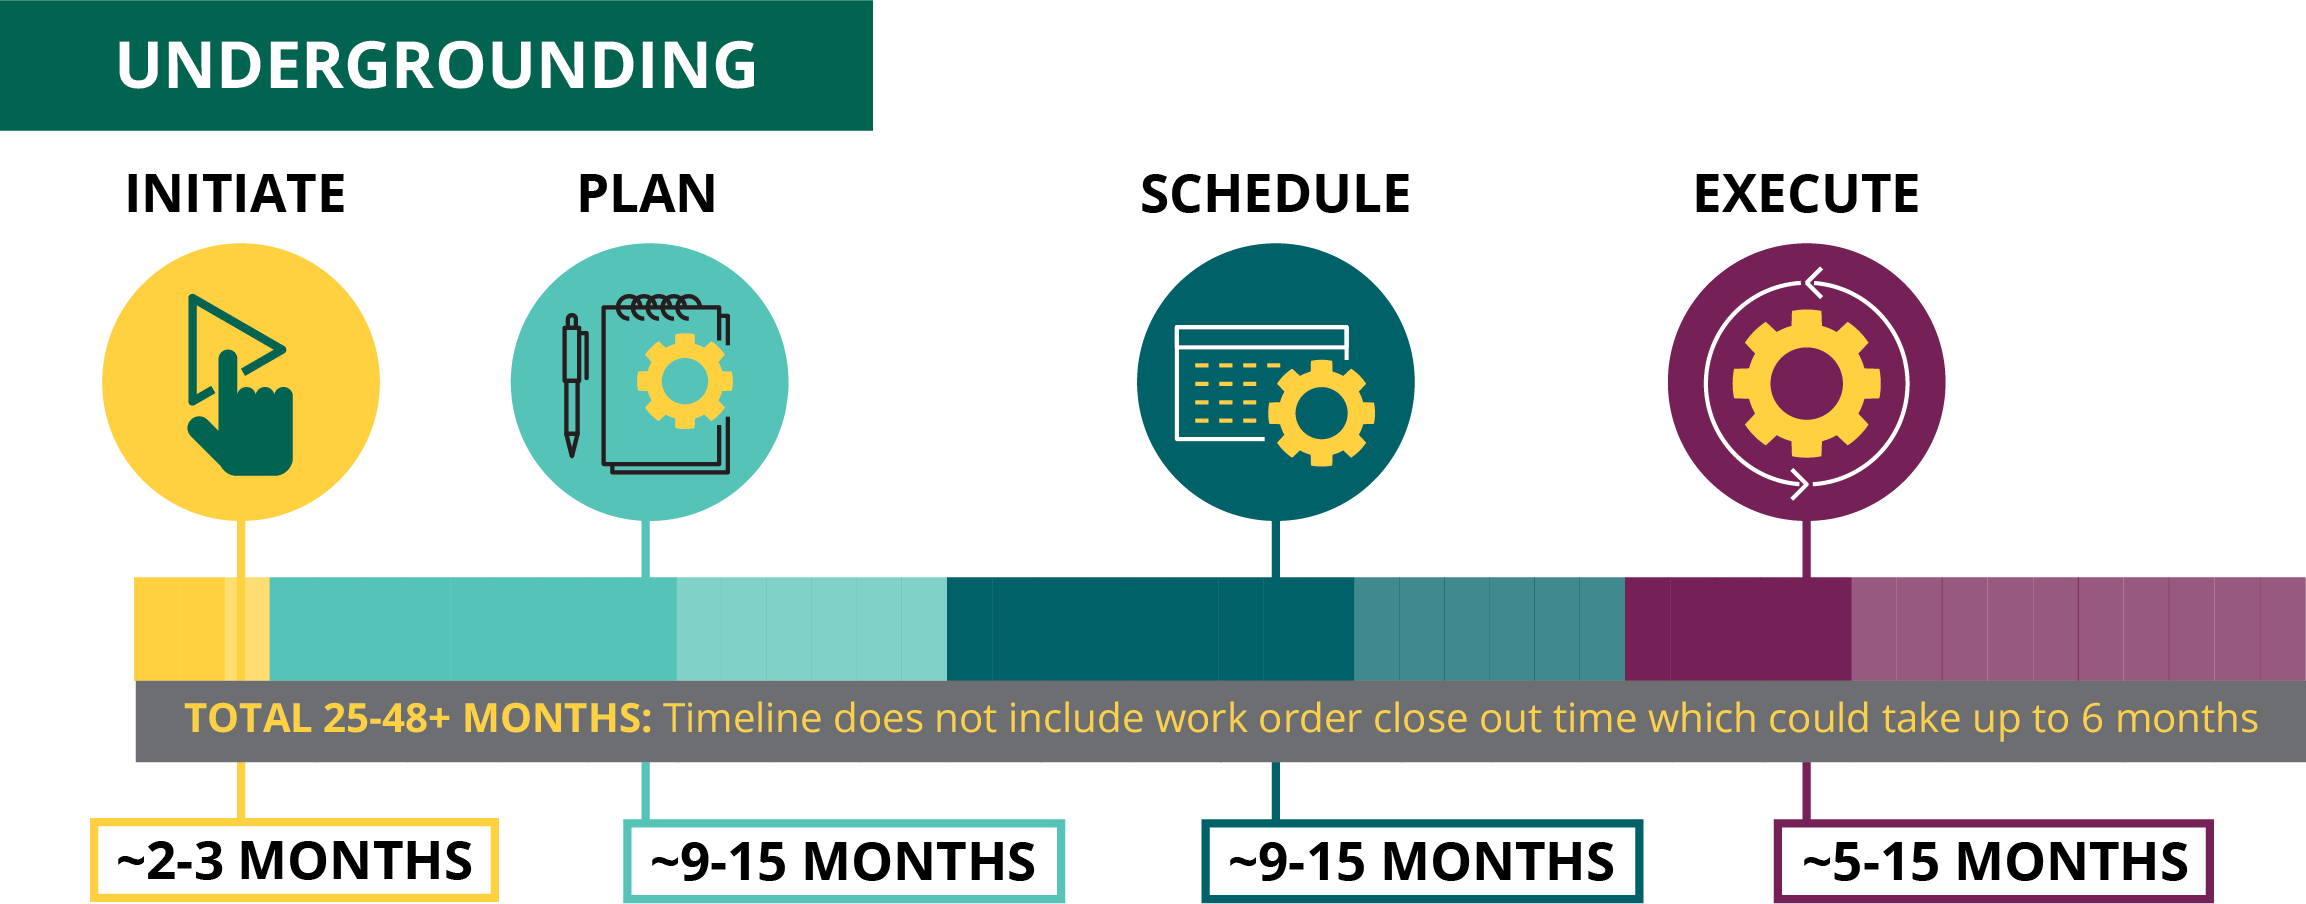 UNDERGROUNDING
INITIATE
PLAN
SCHEDULE
EXECUTE
TOTAL 25-48+ MONTHS: Timeline does not include work order close out time which could take up to 6 months
~2-3 MONTHS
~9-15 MONTHS
~9-15 MONTHS
~5-15 MONTHS